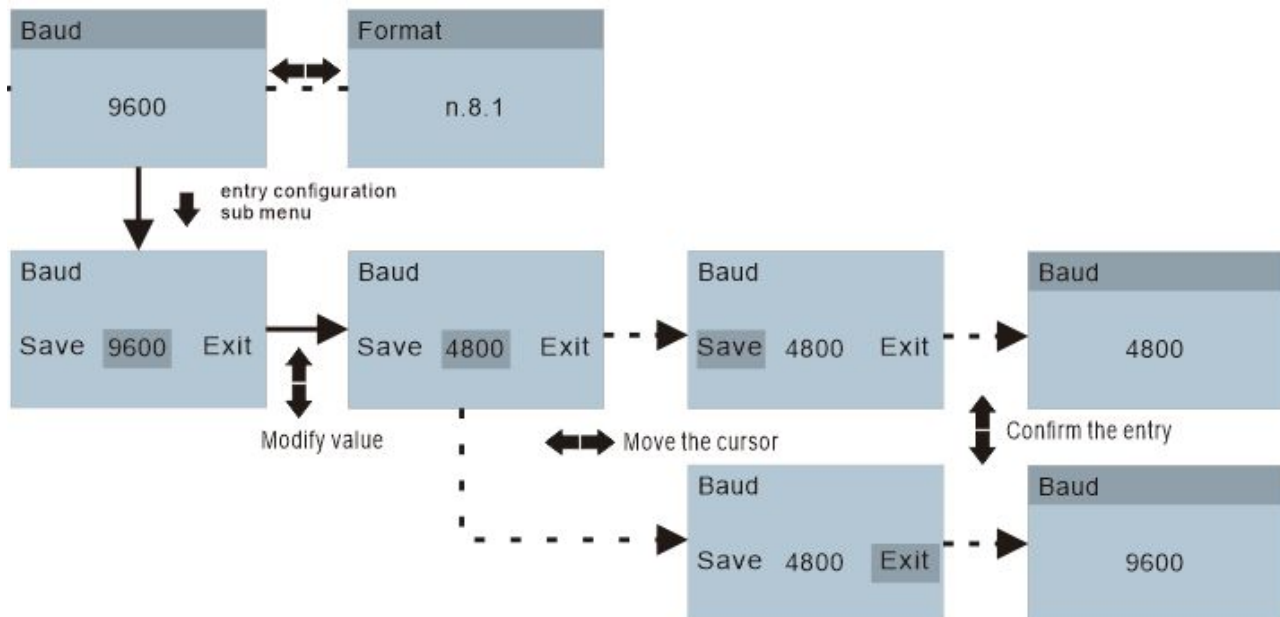 Baud
Format
9600
n.8.1
entry configuration
sub menu
Baud
Baud
Baud
Baud
Save 9600 Exit
Save 4800 Exit
Save 4800 Exit
4800
Modify value
Move the cursor
Confirm the entry
Baud
Baud
Save 4800 Exit
9600